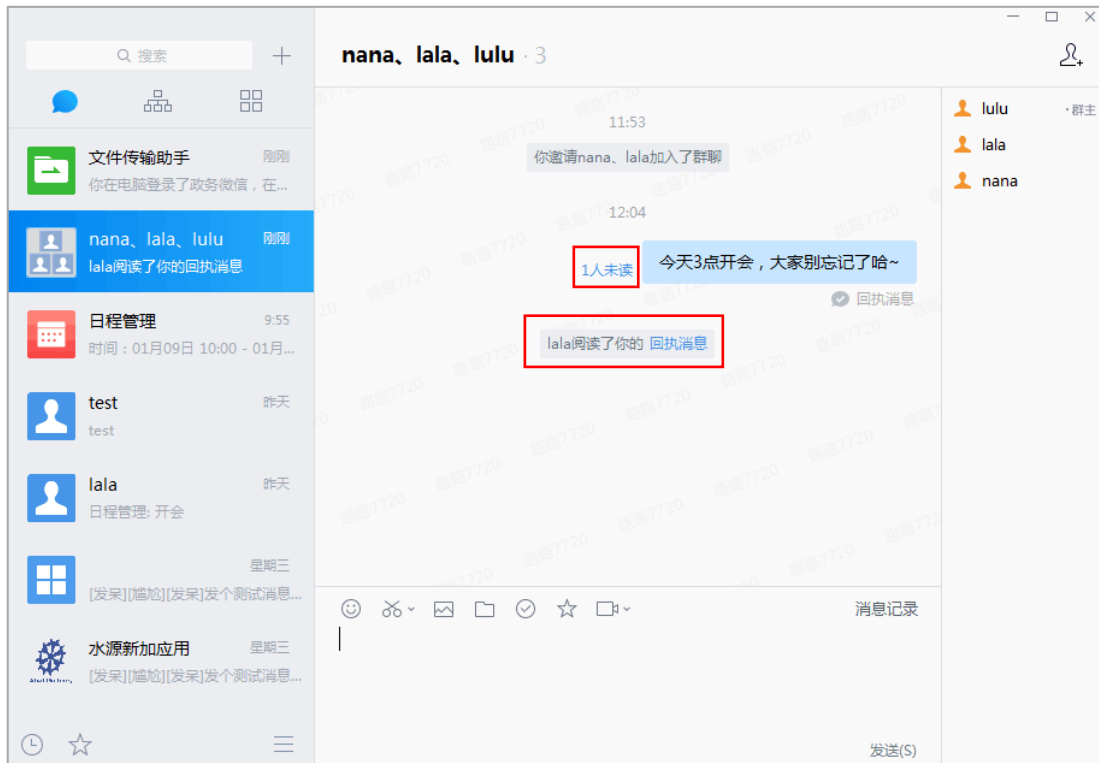 搜索
文件传输助手 刚刚
你在电脑登录了政务微信，在...
nana、lala、lulu 刚刚
lala阅读了你的回执消息
日程管理 9:55
时间：01月09日 10:00 - 01月...
test 昨天
test
lala 昨天
日程管理: 开会
星期三
[发呆][尴尬][发呆]发个测试消息...
水源新加应用 星期三
[发呆][尴尬][发呆]发个测试消息...
nana、lala、lulu · 3
11:53
你邀请nana、lala加入了群聊
12:04
1人未读 今天3点开会，大家别忘记了哈~
回执消息
lala阅读了你的 回执消息
消息记录
发送(S)
lulu ·群主
lala
nana